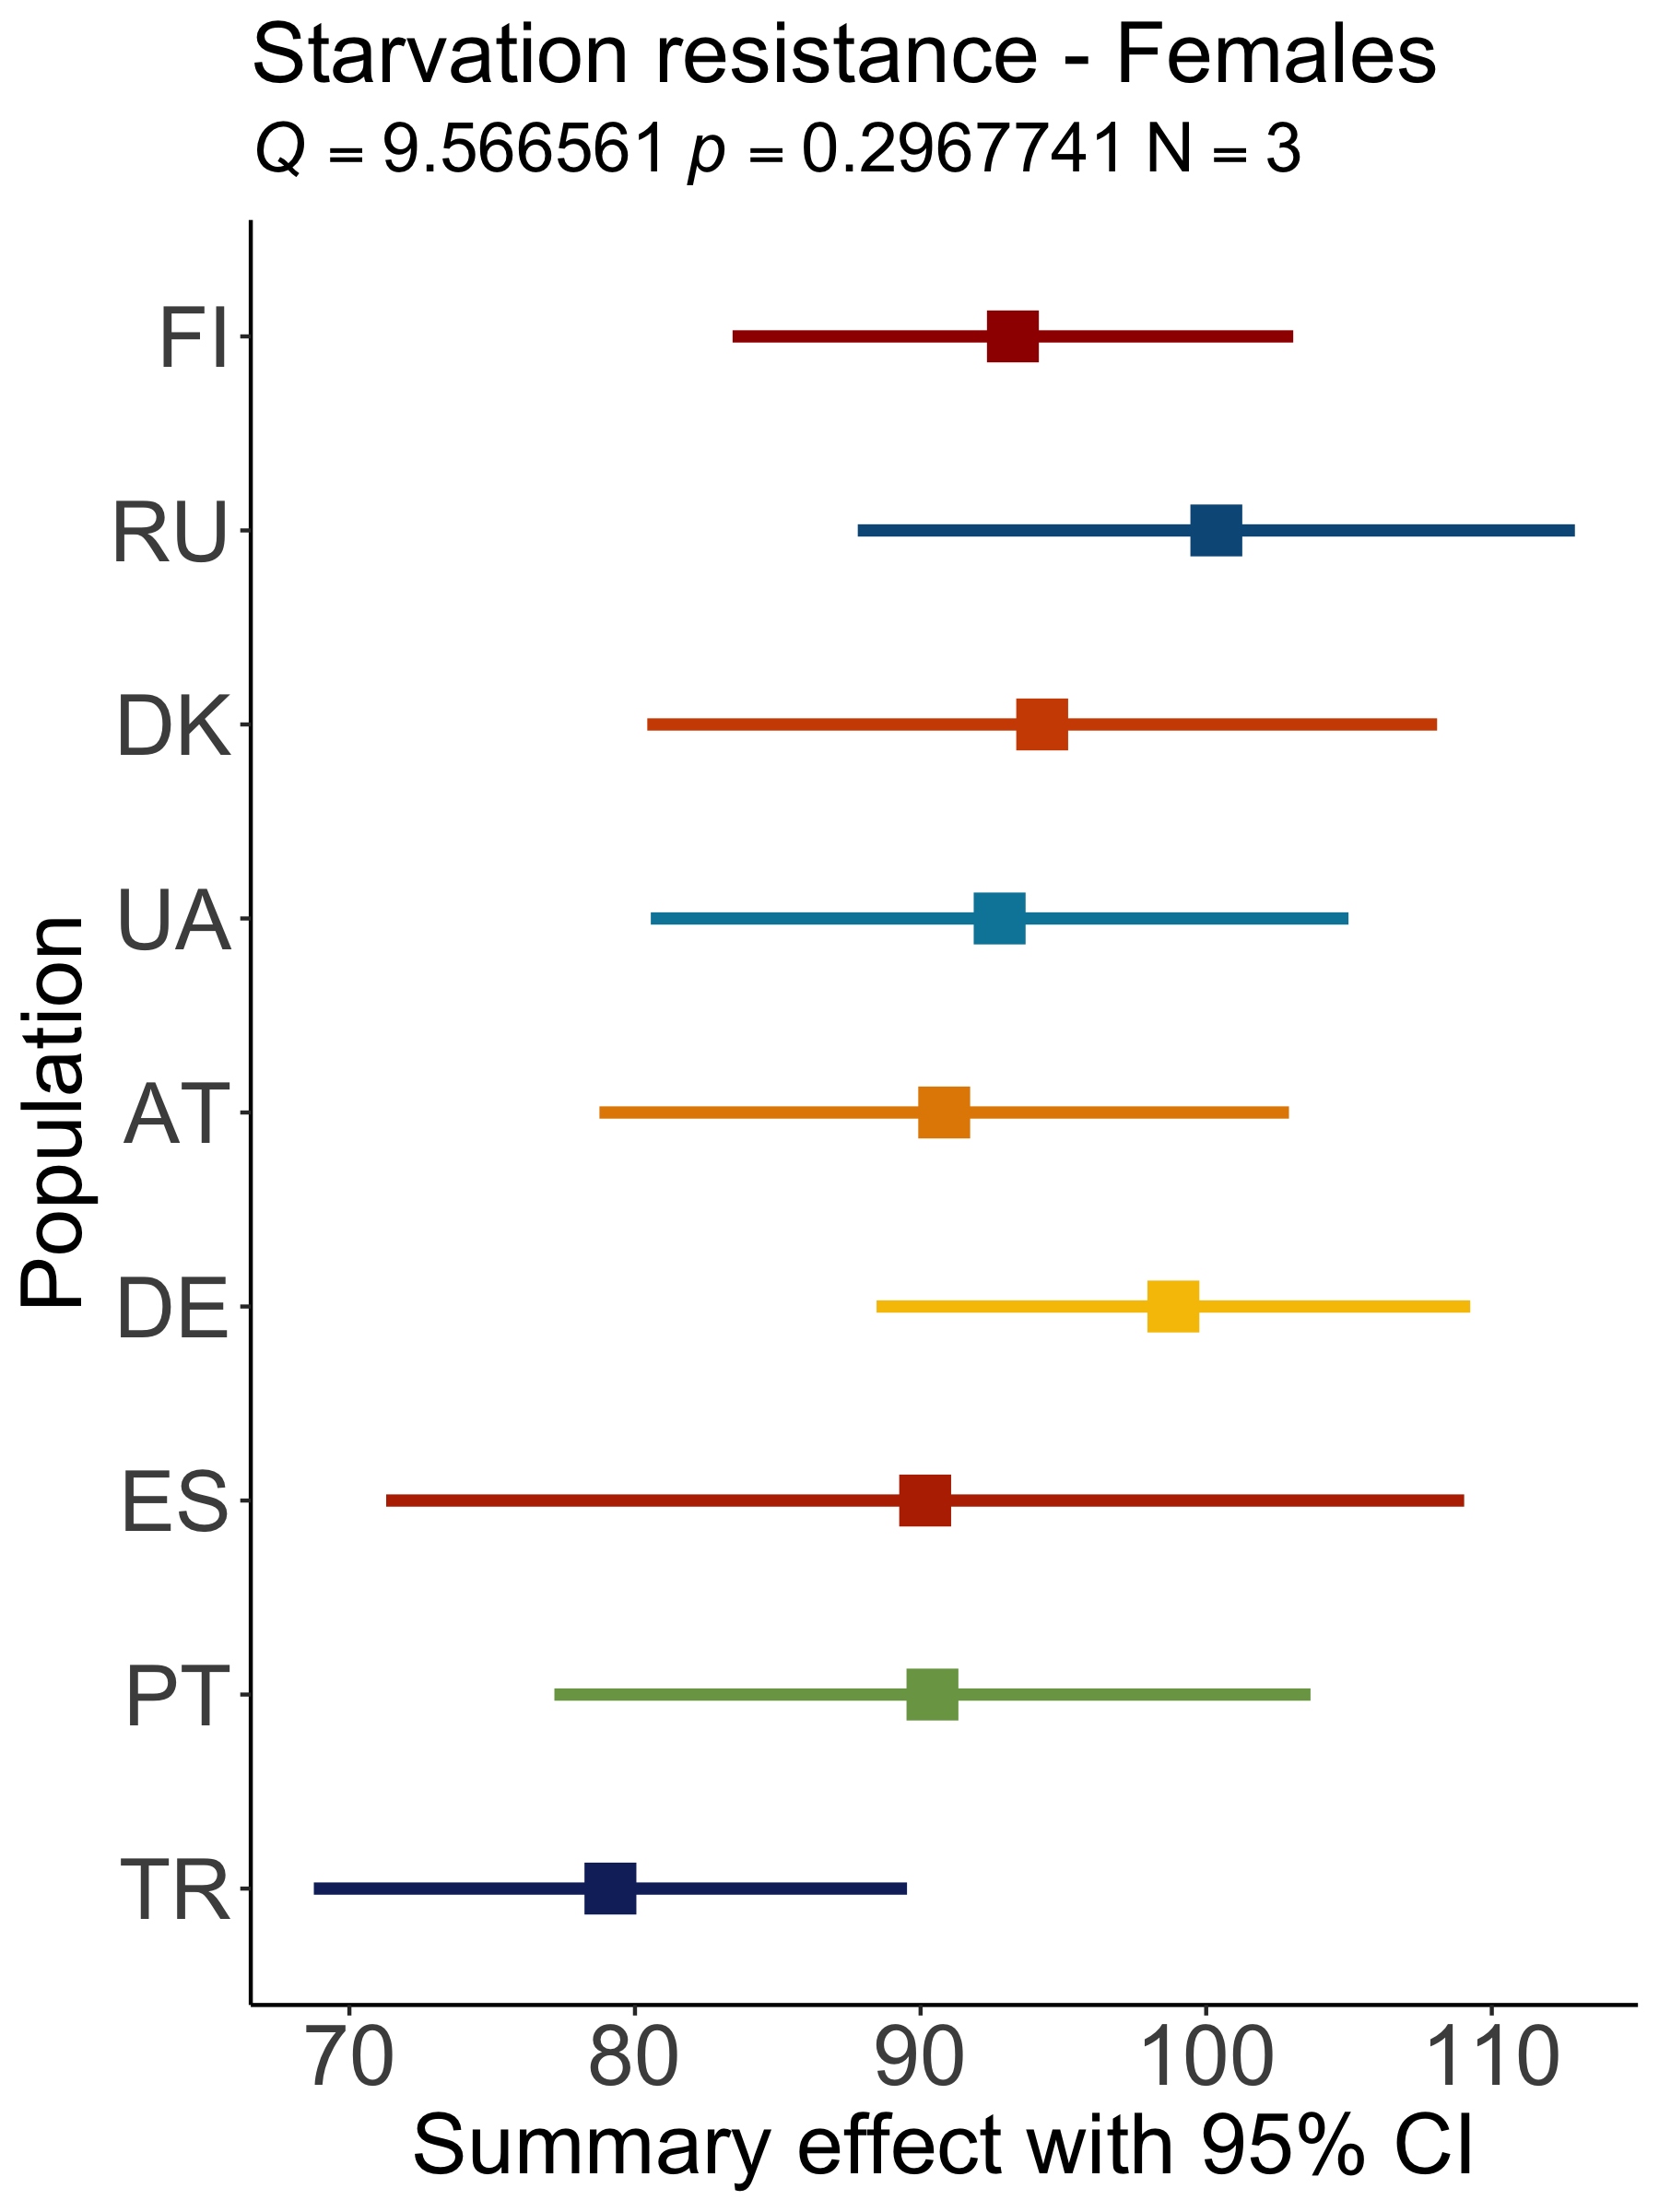 Starvation resistance - Females
Q = 9.566561 p = 0.2967741 N = 3
Population
FI
RU
DK
UA
AT
DE
ES
PT
TR
70 80 90 100 110
Summary effect with 95% CI